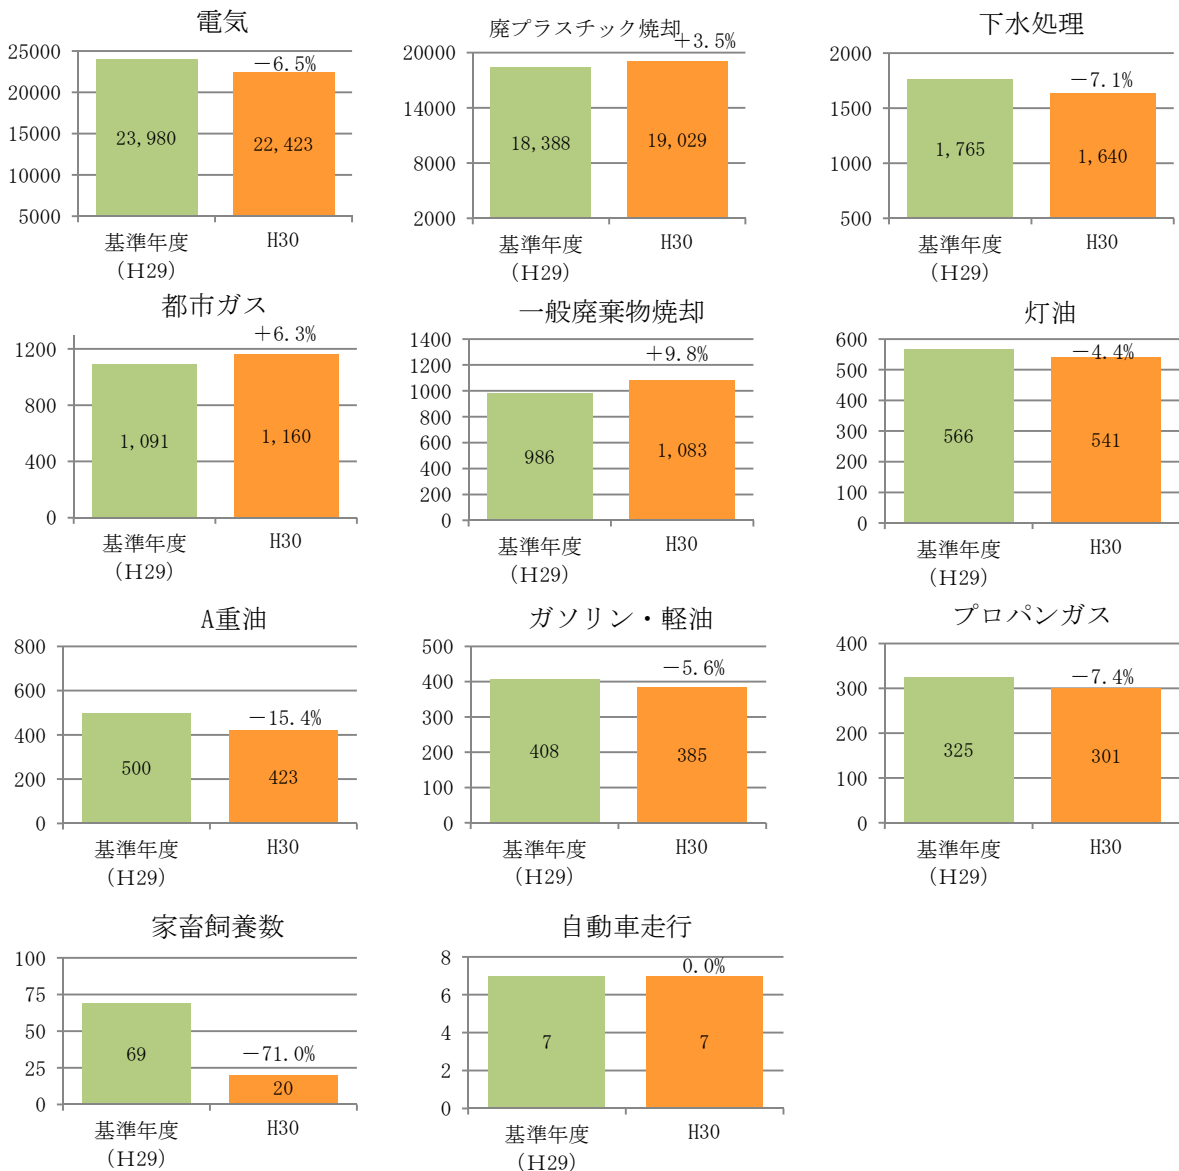 電気
25000
20000
15000
10000
5000
－6.5%
23,980
22,423
基準年度
（H29）
H30
廃プラスチック焼却
20000
14000
8000
2000
＋3.5%
18,388
19,029
基準年度
（H29）
H30
下水処理
2000
1500
1000
500
－7.1%
1,765
1,640
基準年度
（H29）
H30
都市ガス
1200
800
400
0
＋6.3%
1,091
1,160
基準年度
（H29）
H30
一般廃棄物焼却
1400
1200
1000
800
600
400
200
0
＋9.8%
986
1,083
基準年度
（H29）
H30
灯油
600
500
400
300
200
100
0
－4.4%
566
541
基準年度
（H29）
H30
A重油
800
600
400
200
0
－15.4%
500
423
基準年度
（H29）
H30
ガソリン・軽油
500
400
300
200
100
0
－5.6%
408
385
基準年度
（H29）
H30
プロパンガス
400
300
200
100
0
－7.4%
325
301
基準年度
（H29）
H30
家畜飼養数
100
75
50
25
0
－71.0%
69
20
基準年度
（H29）
H30
自動車走行
8
6
4
2
0
0.0%
7
7
基準年度
（H29）
H30